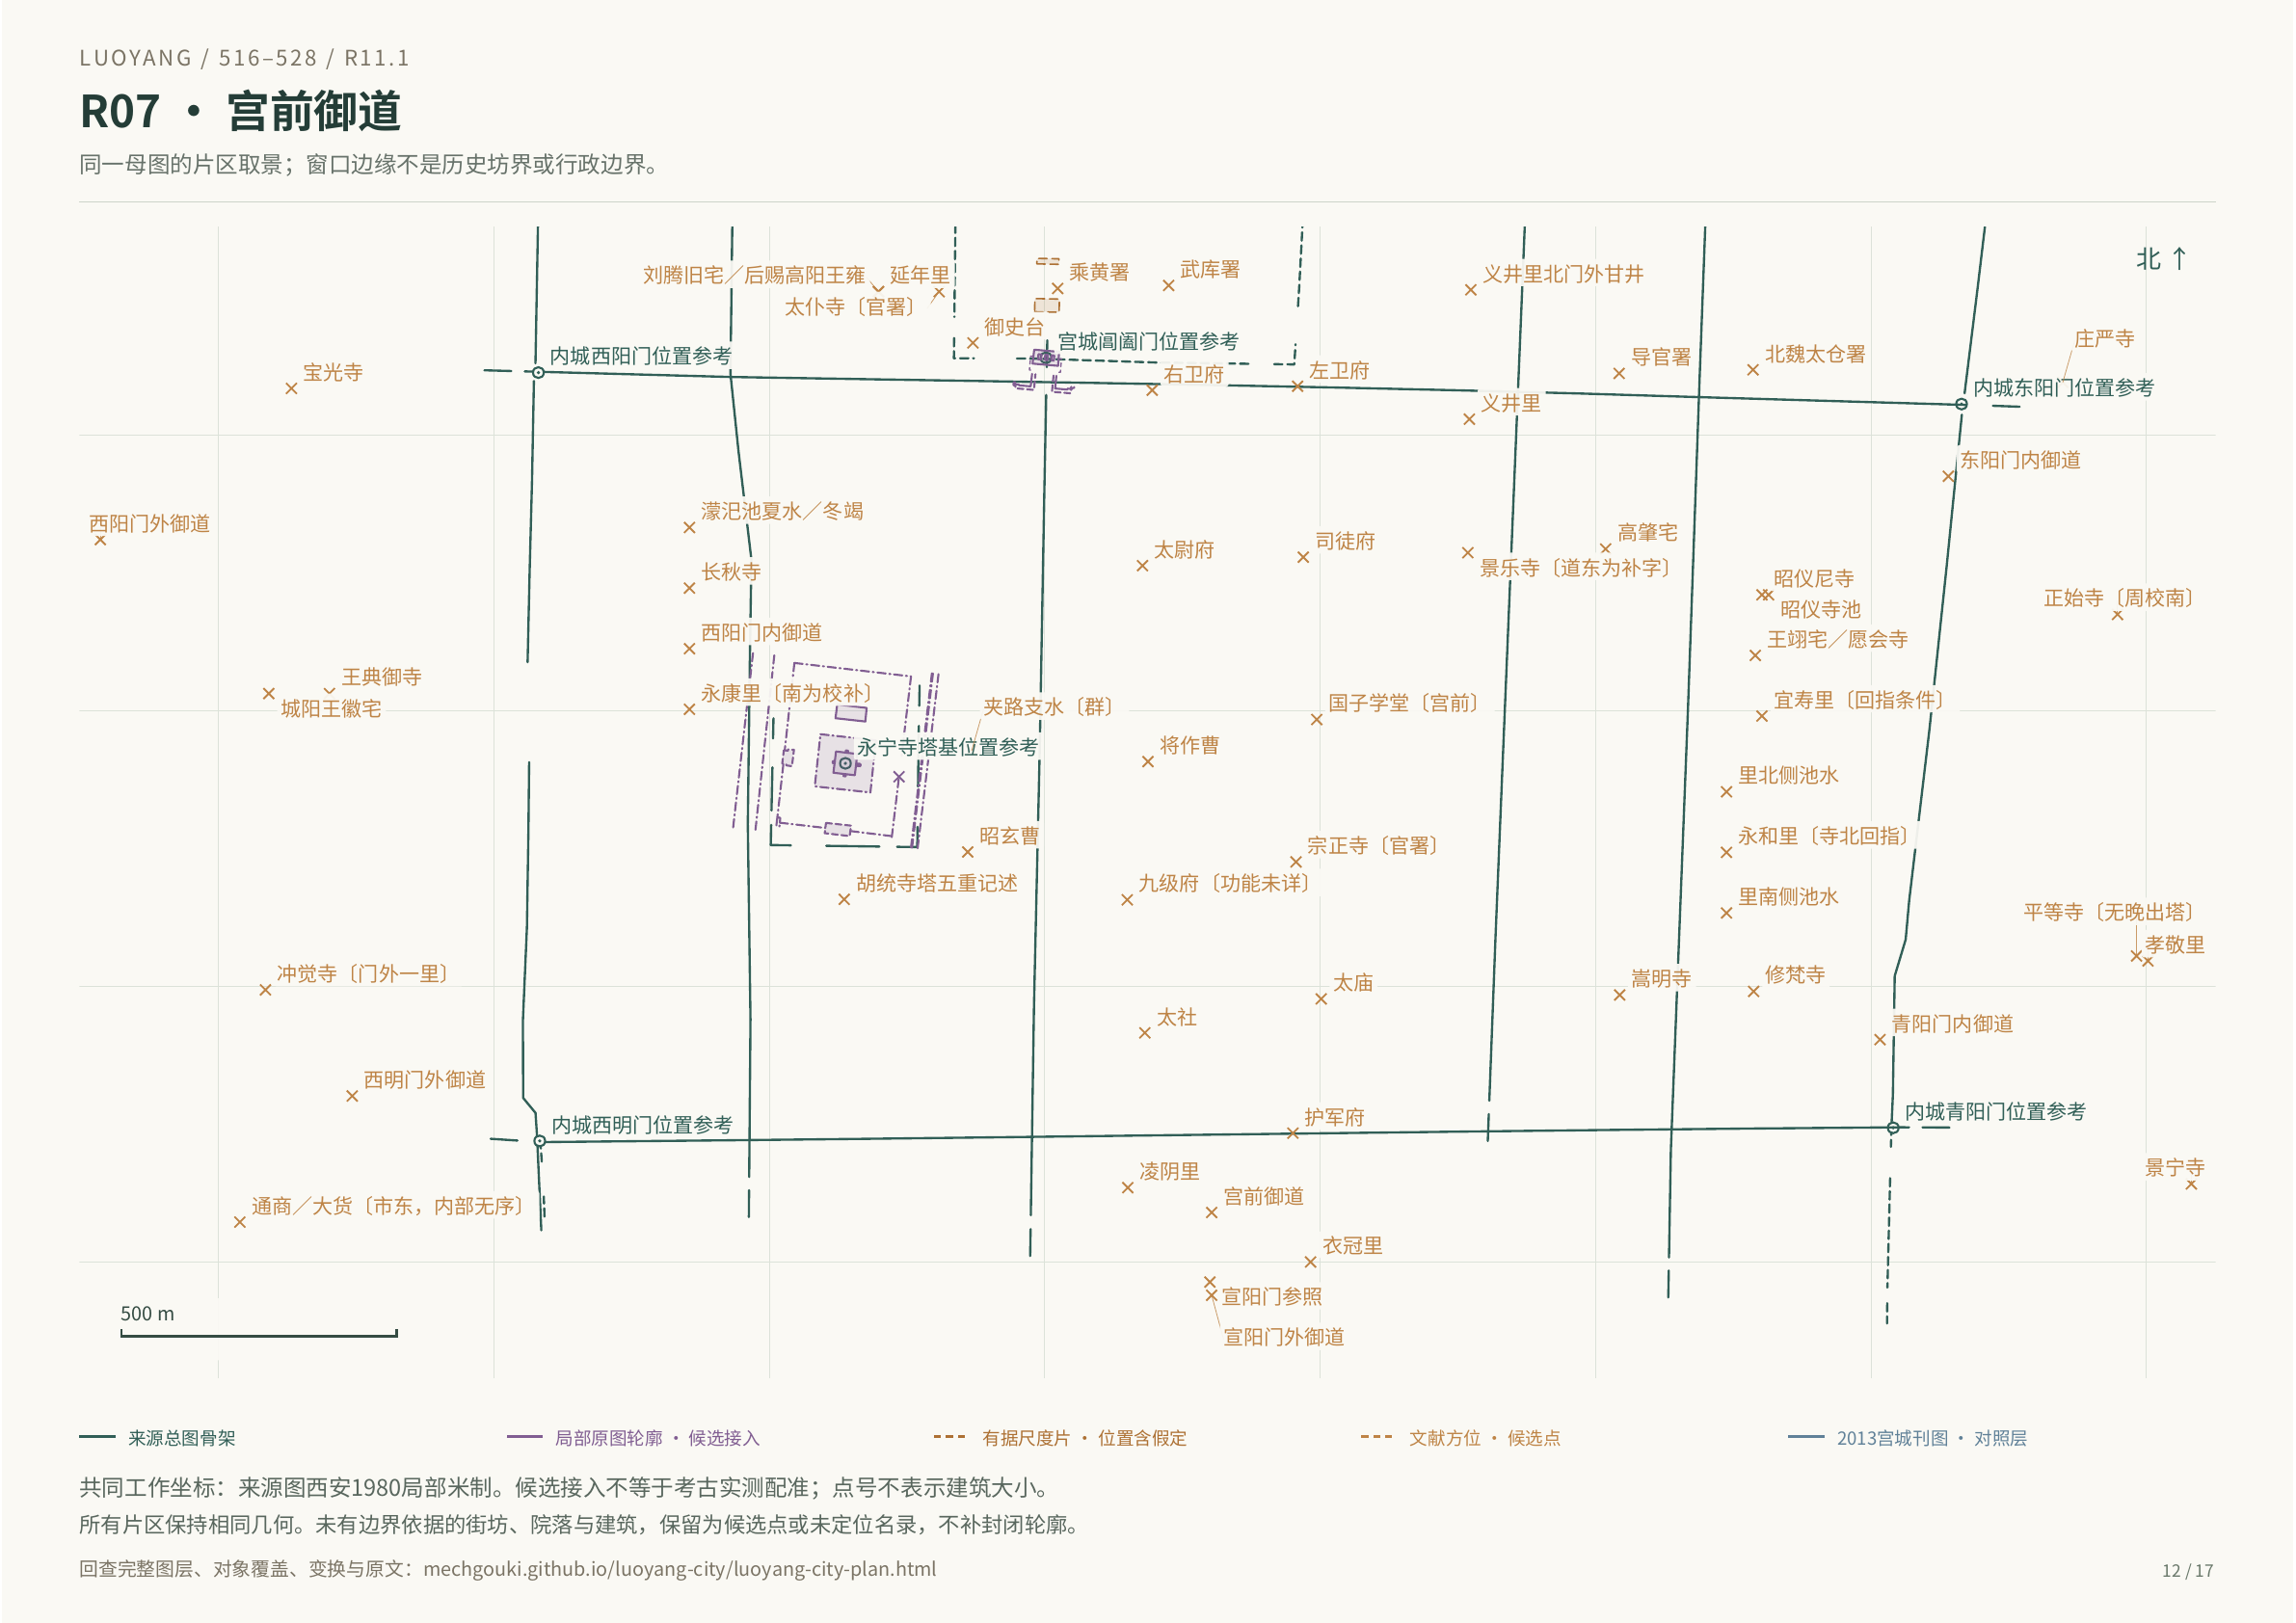 LUOYANG / 516–528 / R11.1
R07 · 宫前御道
同一母图的片区取景；窗口边缘不是历史坊界或行政边界。
北 ↑
刘腾旧宅／后赐高阳王雍
延年里
太仆寺〔官署〕
乘黄署
武库署
义井里北门外甘井
御史台
宫城阊阖门位置参考
庄严寺
内城西阳门位置参考
宝光寺
右卫府
左卫府
导官署
北魏太仓署
内城东阳门位置参考
义井里
东阳门内御道
西阳门外御道
濛汜池夏水／冬竭
太尉府
司徒府
高肇宅
景乐寺〔道东为补字〕
长秋寺
昭仪尼寺
昭仪寺池
正始寺〔周校南〕
西阳门内御道
王翊宅／愿会寺
王典御寺
城阳王徽宅
永康里〔南为校补〕
夹路支水〔群〕
国子学堂〔宫前〕
宜寿里〔回指条件〕
永宁寺塔基位置参考
将作曹
里北侧池水
昭玄曹
宗正寺〔官署〕
永和里〔寺北回指〕
胡统寺塔五重记述
九级府〔功能未详〕
里南侧池水
平等寺〔无晚出塔〕
孝敬里
冲觉寺〔门外一里〕
太庙
嵩明寺
修梵寺
太社
青阳门内御道
西明门外御道
内城西明门位置参考
护军府
内城青阳门位置参考
凌阴里
景宁寺
宫前御道
通商／大货〔市东，内部无序〕
衣冠里
宣阳门参照
宣阳门外御道
500 m
来源总图骨架
局部原图轮廓 · 候选接入
有据尺度片 · 位置含假定
文献方位 · 候选点
2013宫城刊图 · 对照层
共同工作坐标：来源图西安1980局部米制。候选接入不等于考古实测配准；点号不表示建筑大小。
所有片区保持相同几何。未有边界依据的街坊、院落与建筑，保留为候选点或未定位名录，不补封闭轮廓。
回查完整图层、对象覆盖、变换与原文：mechgouki.github.io/luoyang-city/luoyang-city-plan.html
12 / 17